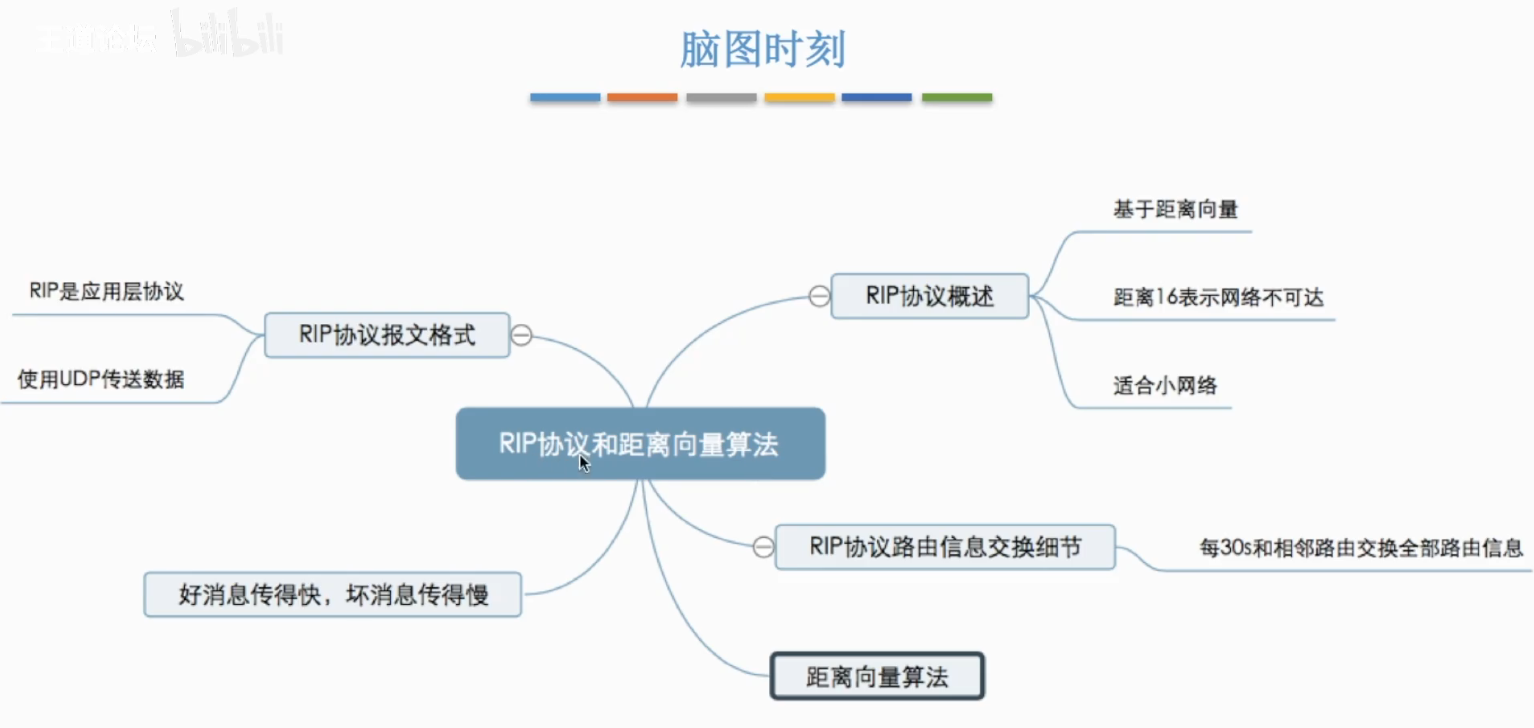 王道论坛 bilibili
脑图时刻
基于距离向量
RIP是应用层协议
RIP协议概述
距离16表示网络不可达
RIP协议报文格式
使用UDP传送数据
适合小网络
RIP协议和距离向量算法
RIP协议路由信息交换细节
每30s和相邻路由交换全部路由信息
好消息传得快，坏消息传得慢
距离向量算法